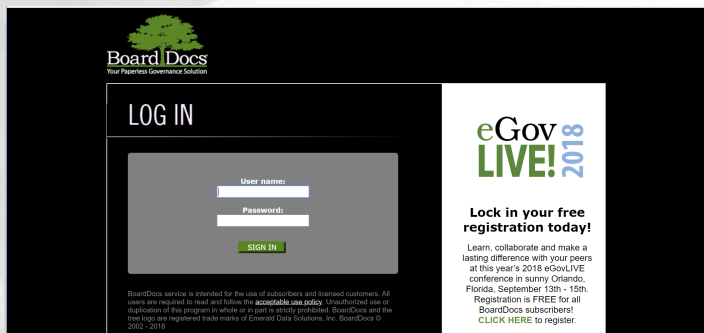 Board Docs
Your Paperless Governance Solution
LOG IN
User name:
Password:
SIGN IN
BoardDocs service is intended for the use of subscribers and licensed customers. All
users are required to read and follow the acceptable use policy. Unauthorized use or
duplication of this program in whole or in part is strictly prohibited. BoardDocs and the
tree logo are registered trade marks of Emerald Data Solutions, Inc. BoardDocs ©
2002 - 2018
eGov
LIVE!
2018
Lock in your free
registration today!
Learn, collaborate and make a
lasting difference with your peers
at this year's 2018 eGovLIVE
conference in sunny Orlando,
Florida, September 13th - 15th.
Registration is FREE for all
BoardDocs subscribers!
CLICK HERE to register.